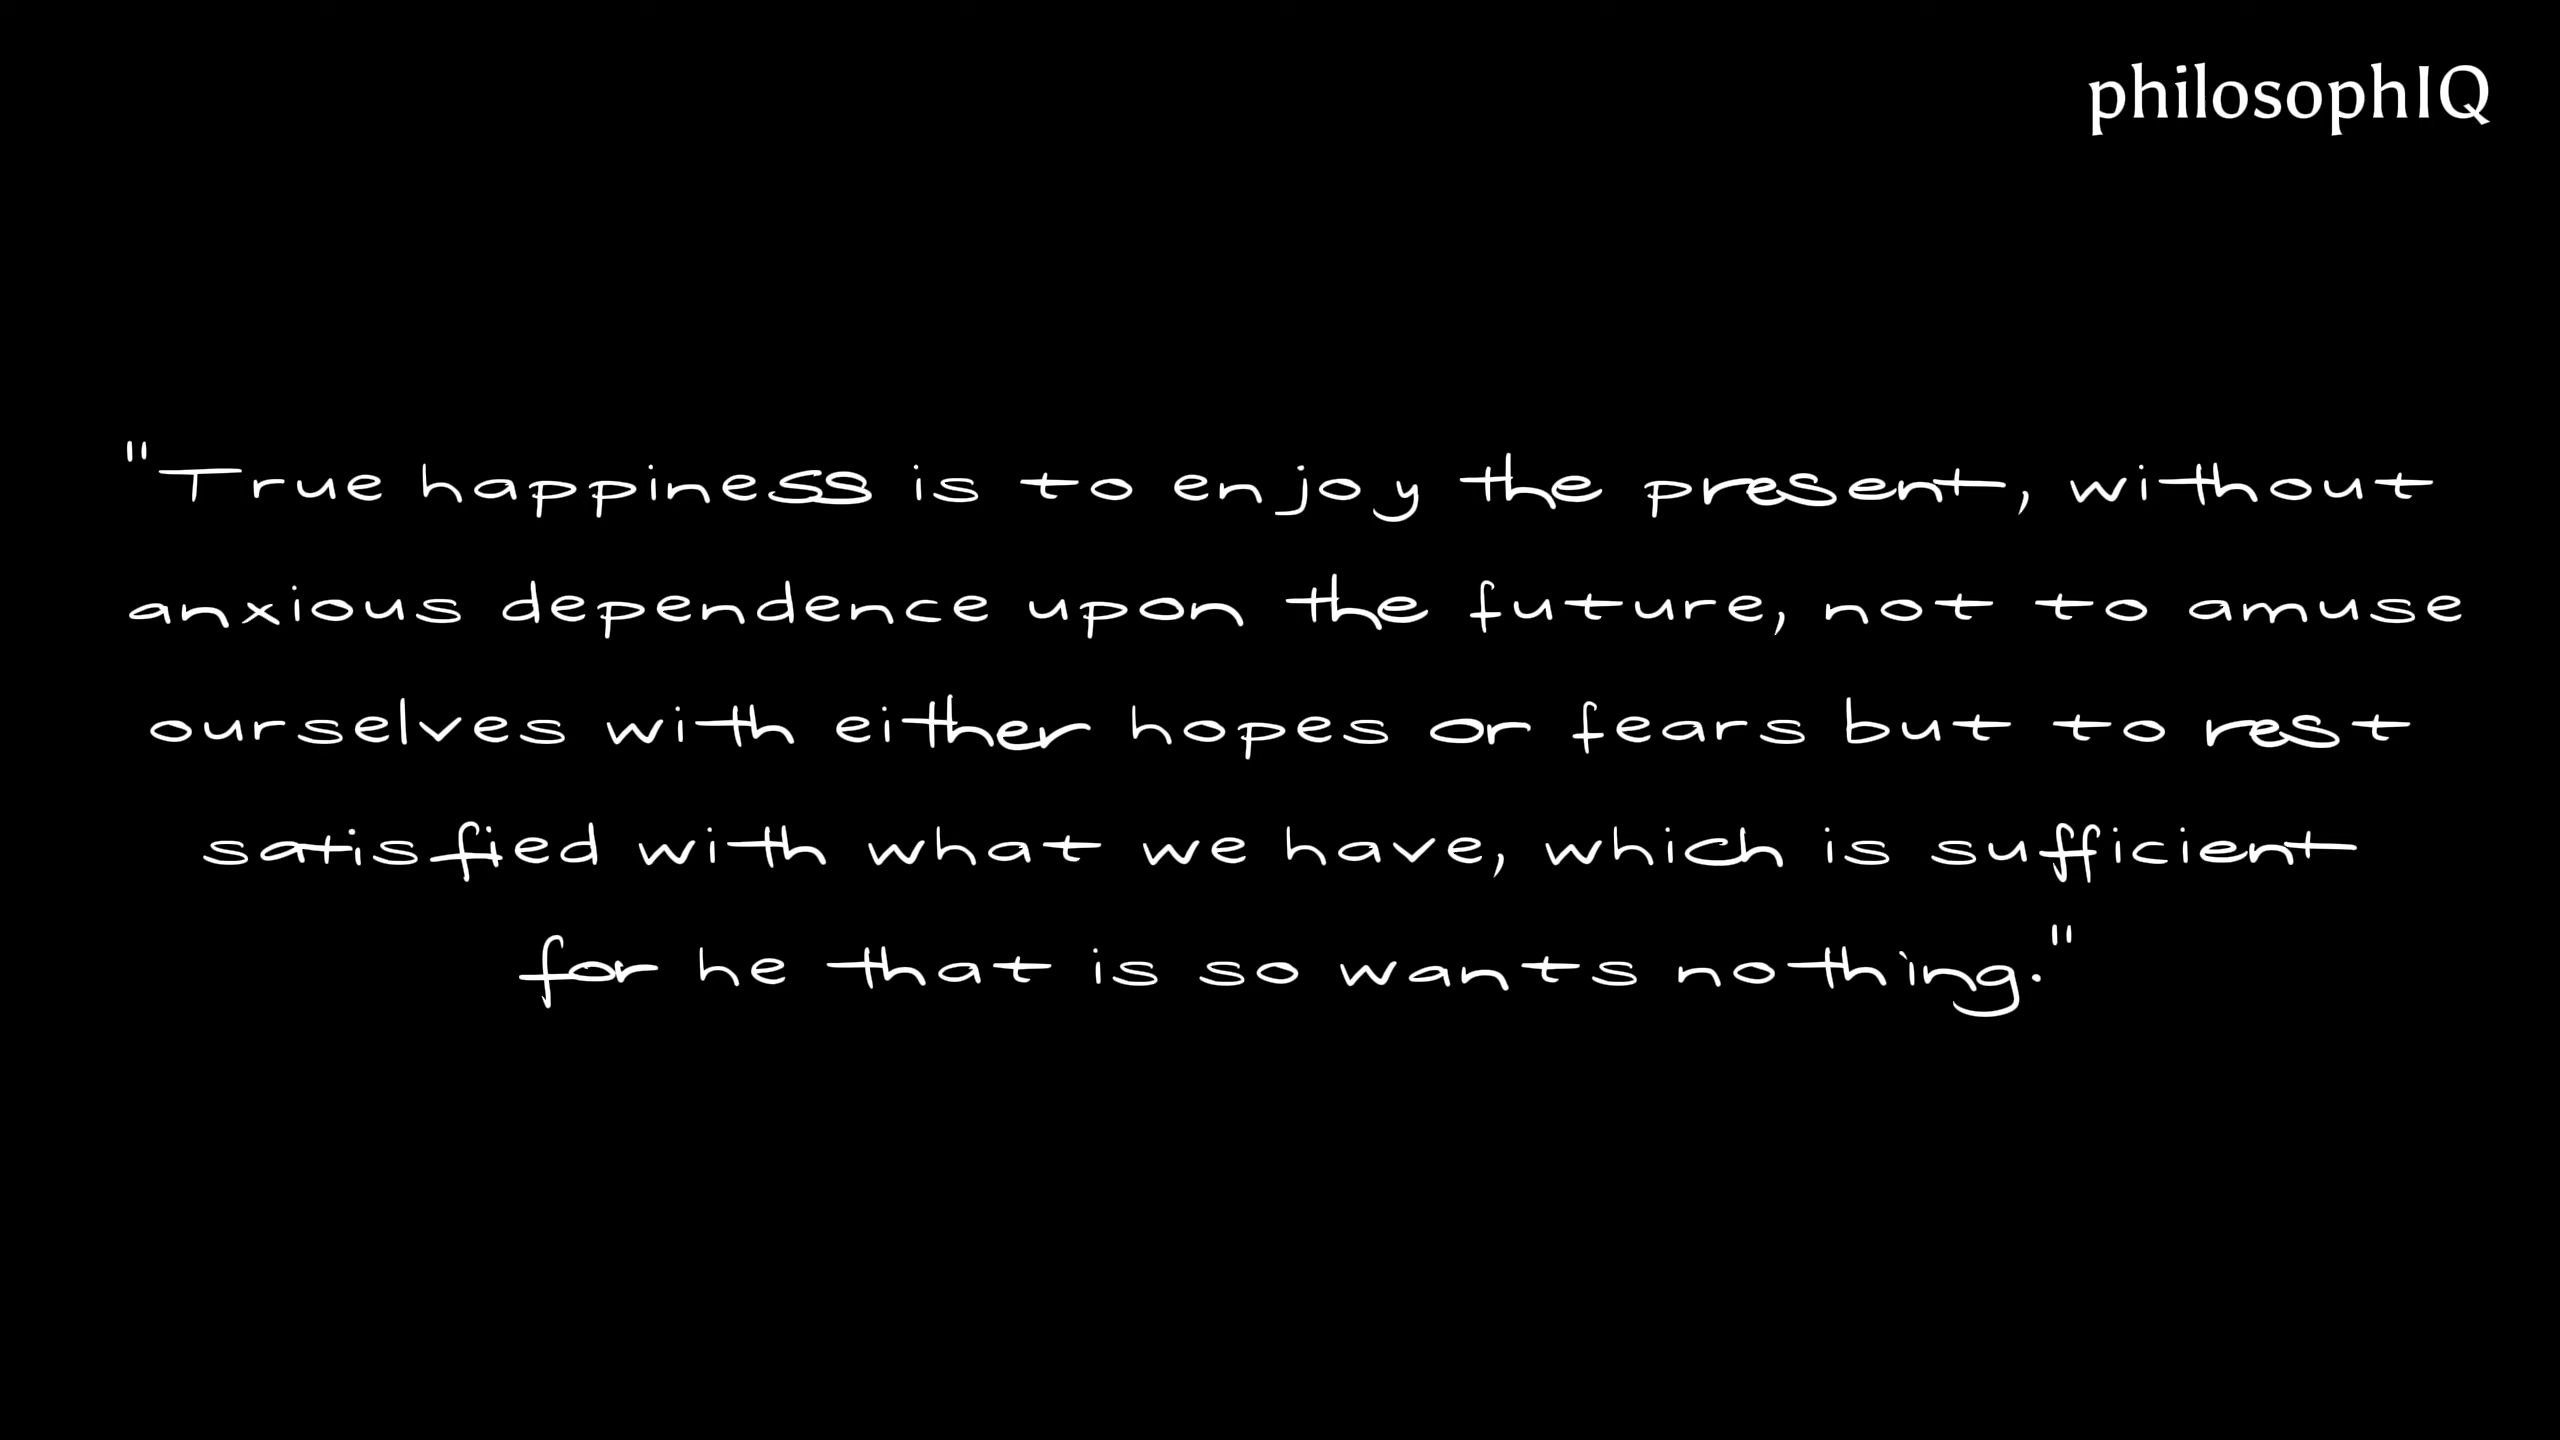 philosophIQ
"True happiness is to enjoy the present, without
anxious dependence upon the future, not to amuse
ourselves with either hopes or fears but to rest
satisfied with what we have, which is sufficient
for he that is so wants nothing."